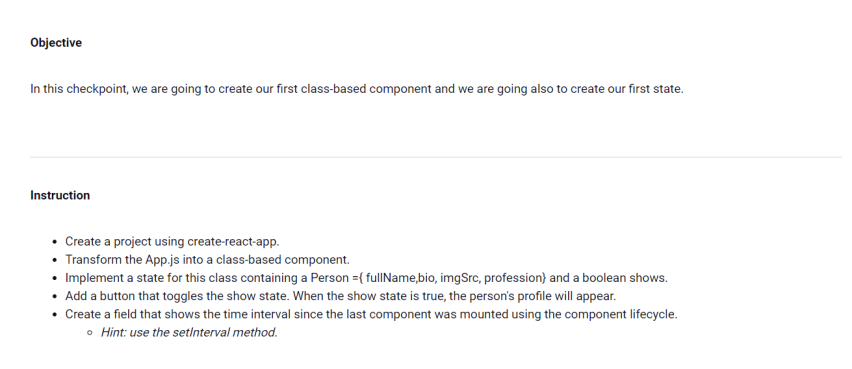 Objective
In this checkpoint, we are going to create our first class-based component and we are going also to create our first state.
Instruction
Create a project using create-react-app.
Transform the App.js into a class-based component.
Implement a state for this class containing a Person ={ fullName,bio, imgSrc, profession} and a boolean shows.
Add a button that toggles the show state. When the show state is true, the person's profile will appear.
Create a field that shows the time interval since the last component was mounted using the component lifecycle.
Hint: use the setInterval method.